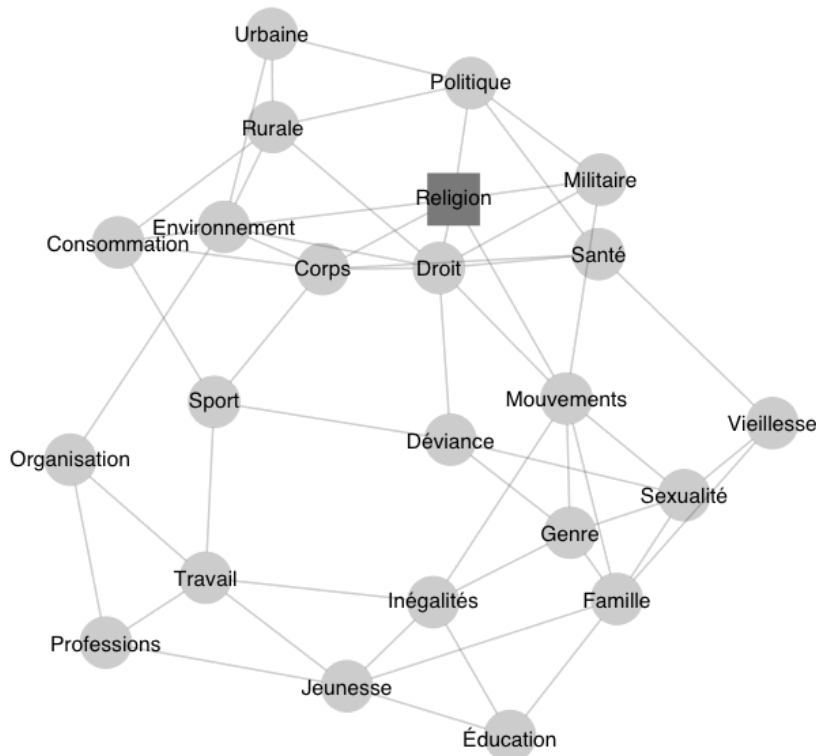 Urbaine
Politique
Rurale
Militaire
Religion
Environnement
Consommation
Santé
Corps
Droit
Sport
Mouvements
Vieillesse
Déviance
Organisation
Sexualité
Genre
Travail
Inégalités
Famille
Professions
Jeunesse
Éducation